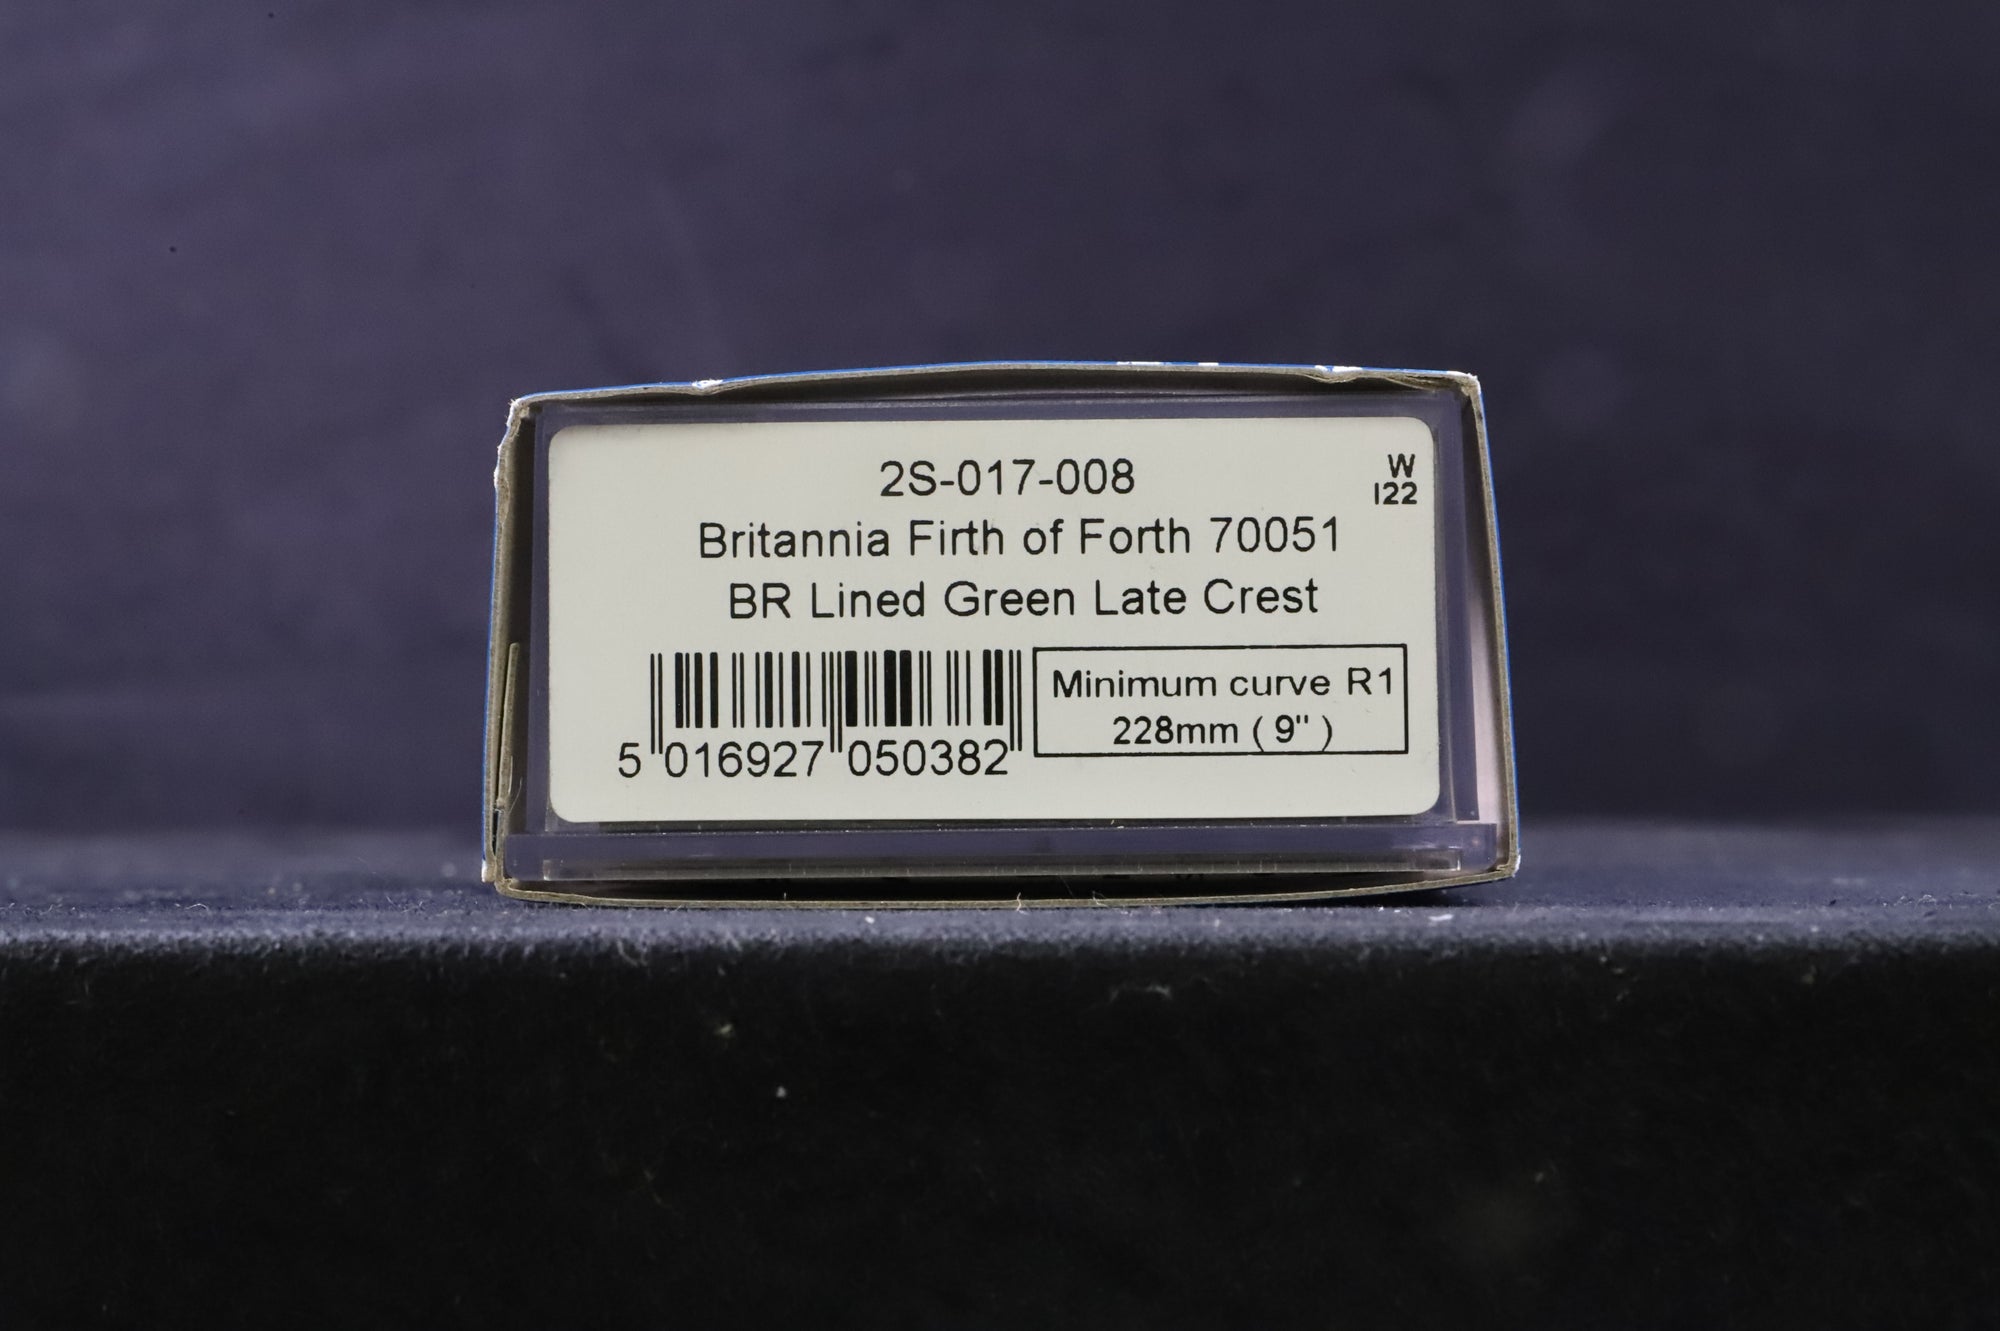 2S-017-008
W
122
Britannia Firth of Forth 70051
BR Lined Green Late Crest
Minimum curve R1
228mm ( 9" )
5 016927 050382